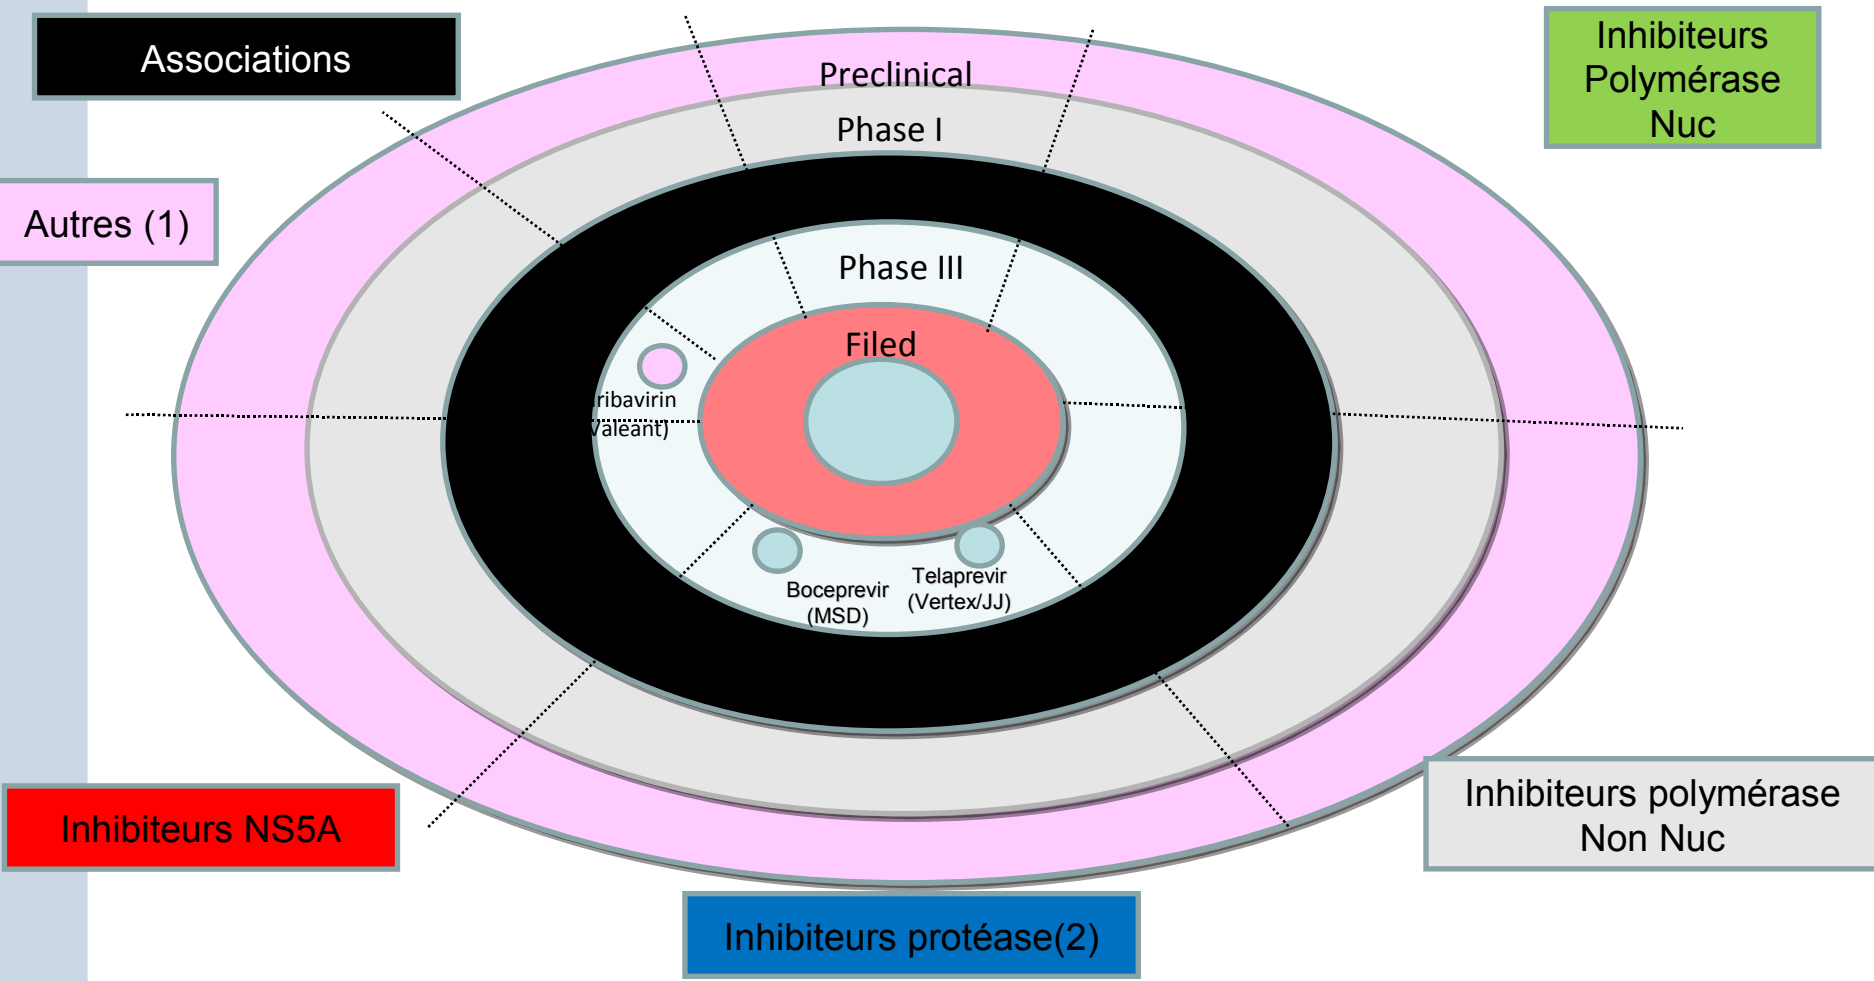 Associations
Inhibiteurs
Polymérase
Nuc
Preclinical
Phase I
Autres (1)
Phase III
Filed
ribavirin
Valeant)
Boceprevir
(MSD)
Telaprevir
(Vertex/JJ)
Inhibiteurs NS5A
Inhibiteurs polymérase
Non Nuc
Inhibiteurs protéase(2)